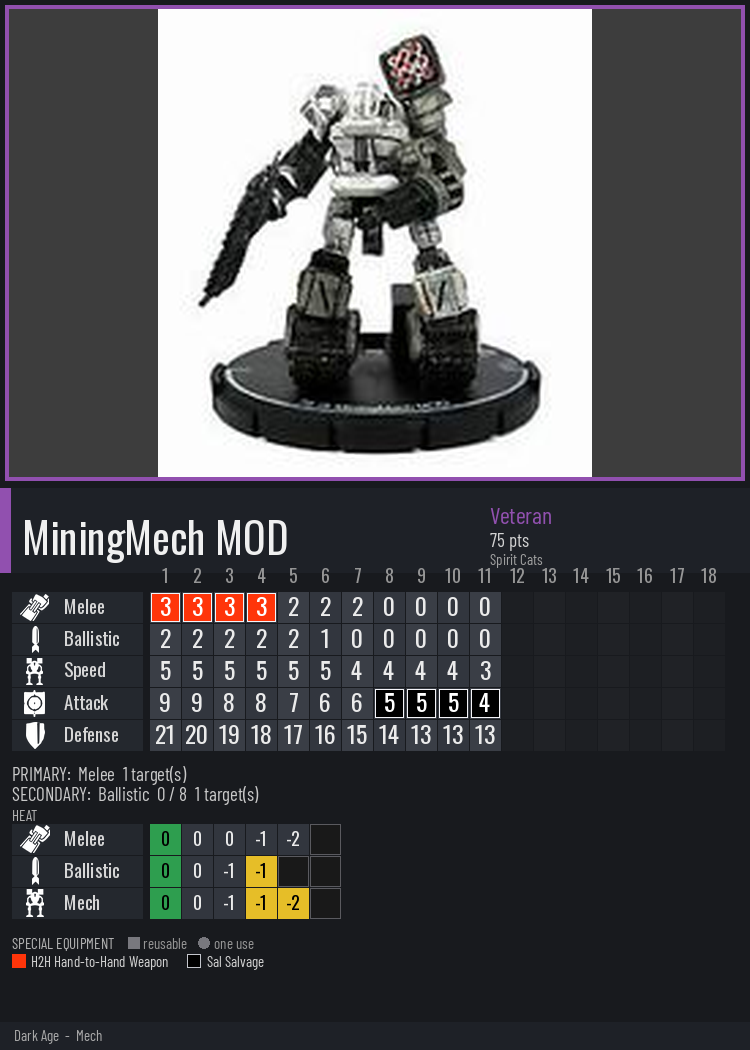 MiningMech MOD
Veteran
75 pts
Spirit Cats
1 2 3 4 5 6 7 8 9 10 11 12 13 14 15 16 17 18
Melee 3 3 3 3 2 2 2 0 0 0 0
Ballistic 2 2 2 2 2 1 0 0 0 0 0
Speed 5 5 5 5 5 5 4 4 4 4 3
Attack 9 9 8 8 7 6 6 5 5 5 4
Defense 21 20 19 18 17 16 15 14 13 13 13
PRIMARY: Melee 1 target(s)
SECONDARY: Ballistic 0 / 8 1 target(s)
HEAT
Melee 0 0 0 -1 -2
Ballistic 0 0 -1 -1
Mech 0 0 -1 -1 -2
SPECIAL EQUIPMENT reusable one use
H2H Hand-to-Hand Weapon Sal Salvage
Dark Age - Mech